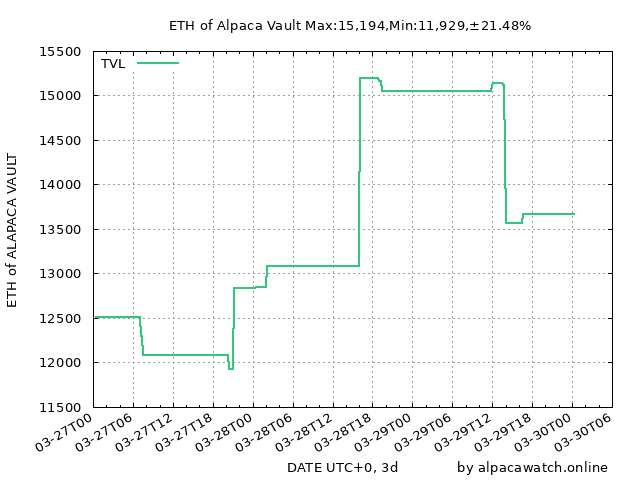 ETH of Alpaca Vault Max:15,194,Min:11,929,±21.48%
TVL
15500
15000
14500
14000
13500
13000
12500
12000
11500
ETH of ALAPACA VAULT
03-27T00
03-27T06
03-27T12
03-27T18
03-28T00
03-28T06
03-28T12
03-28T18
03-29T00
03-29T06
03-29T12
03-29T18
03-30T00
03-30T06
DATE UTC+0, 3d
by alpacawatch.online